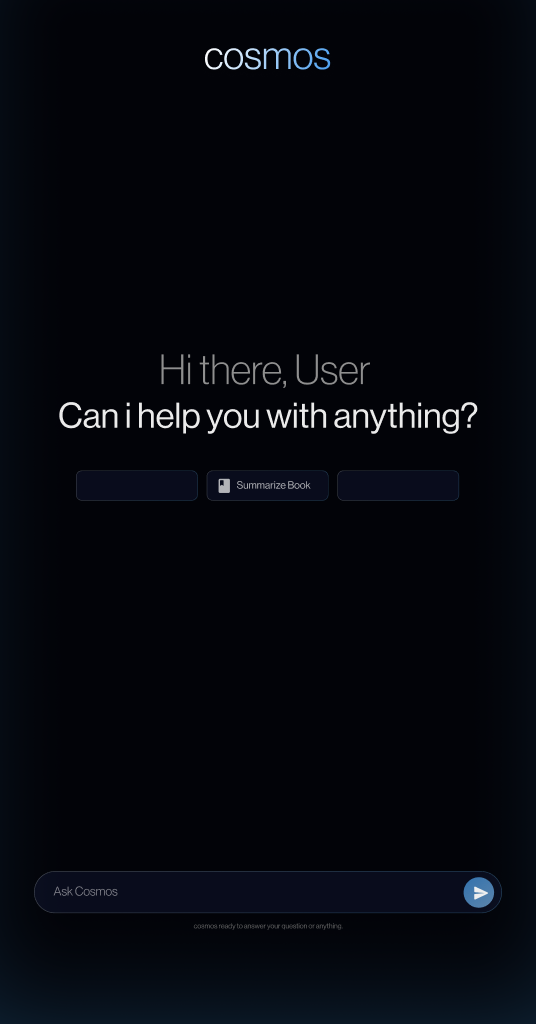 cosmos
Hi there, User
Can i help you with anything?
Summarize Book
Ask Cosmos
cosmos ready to answer your question or anything.